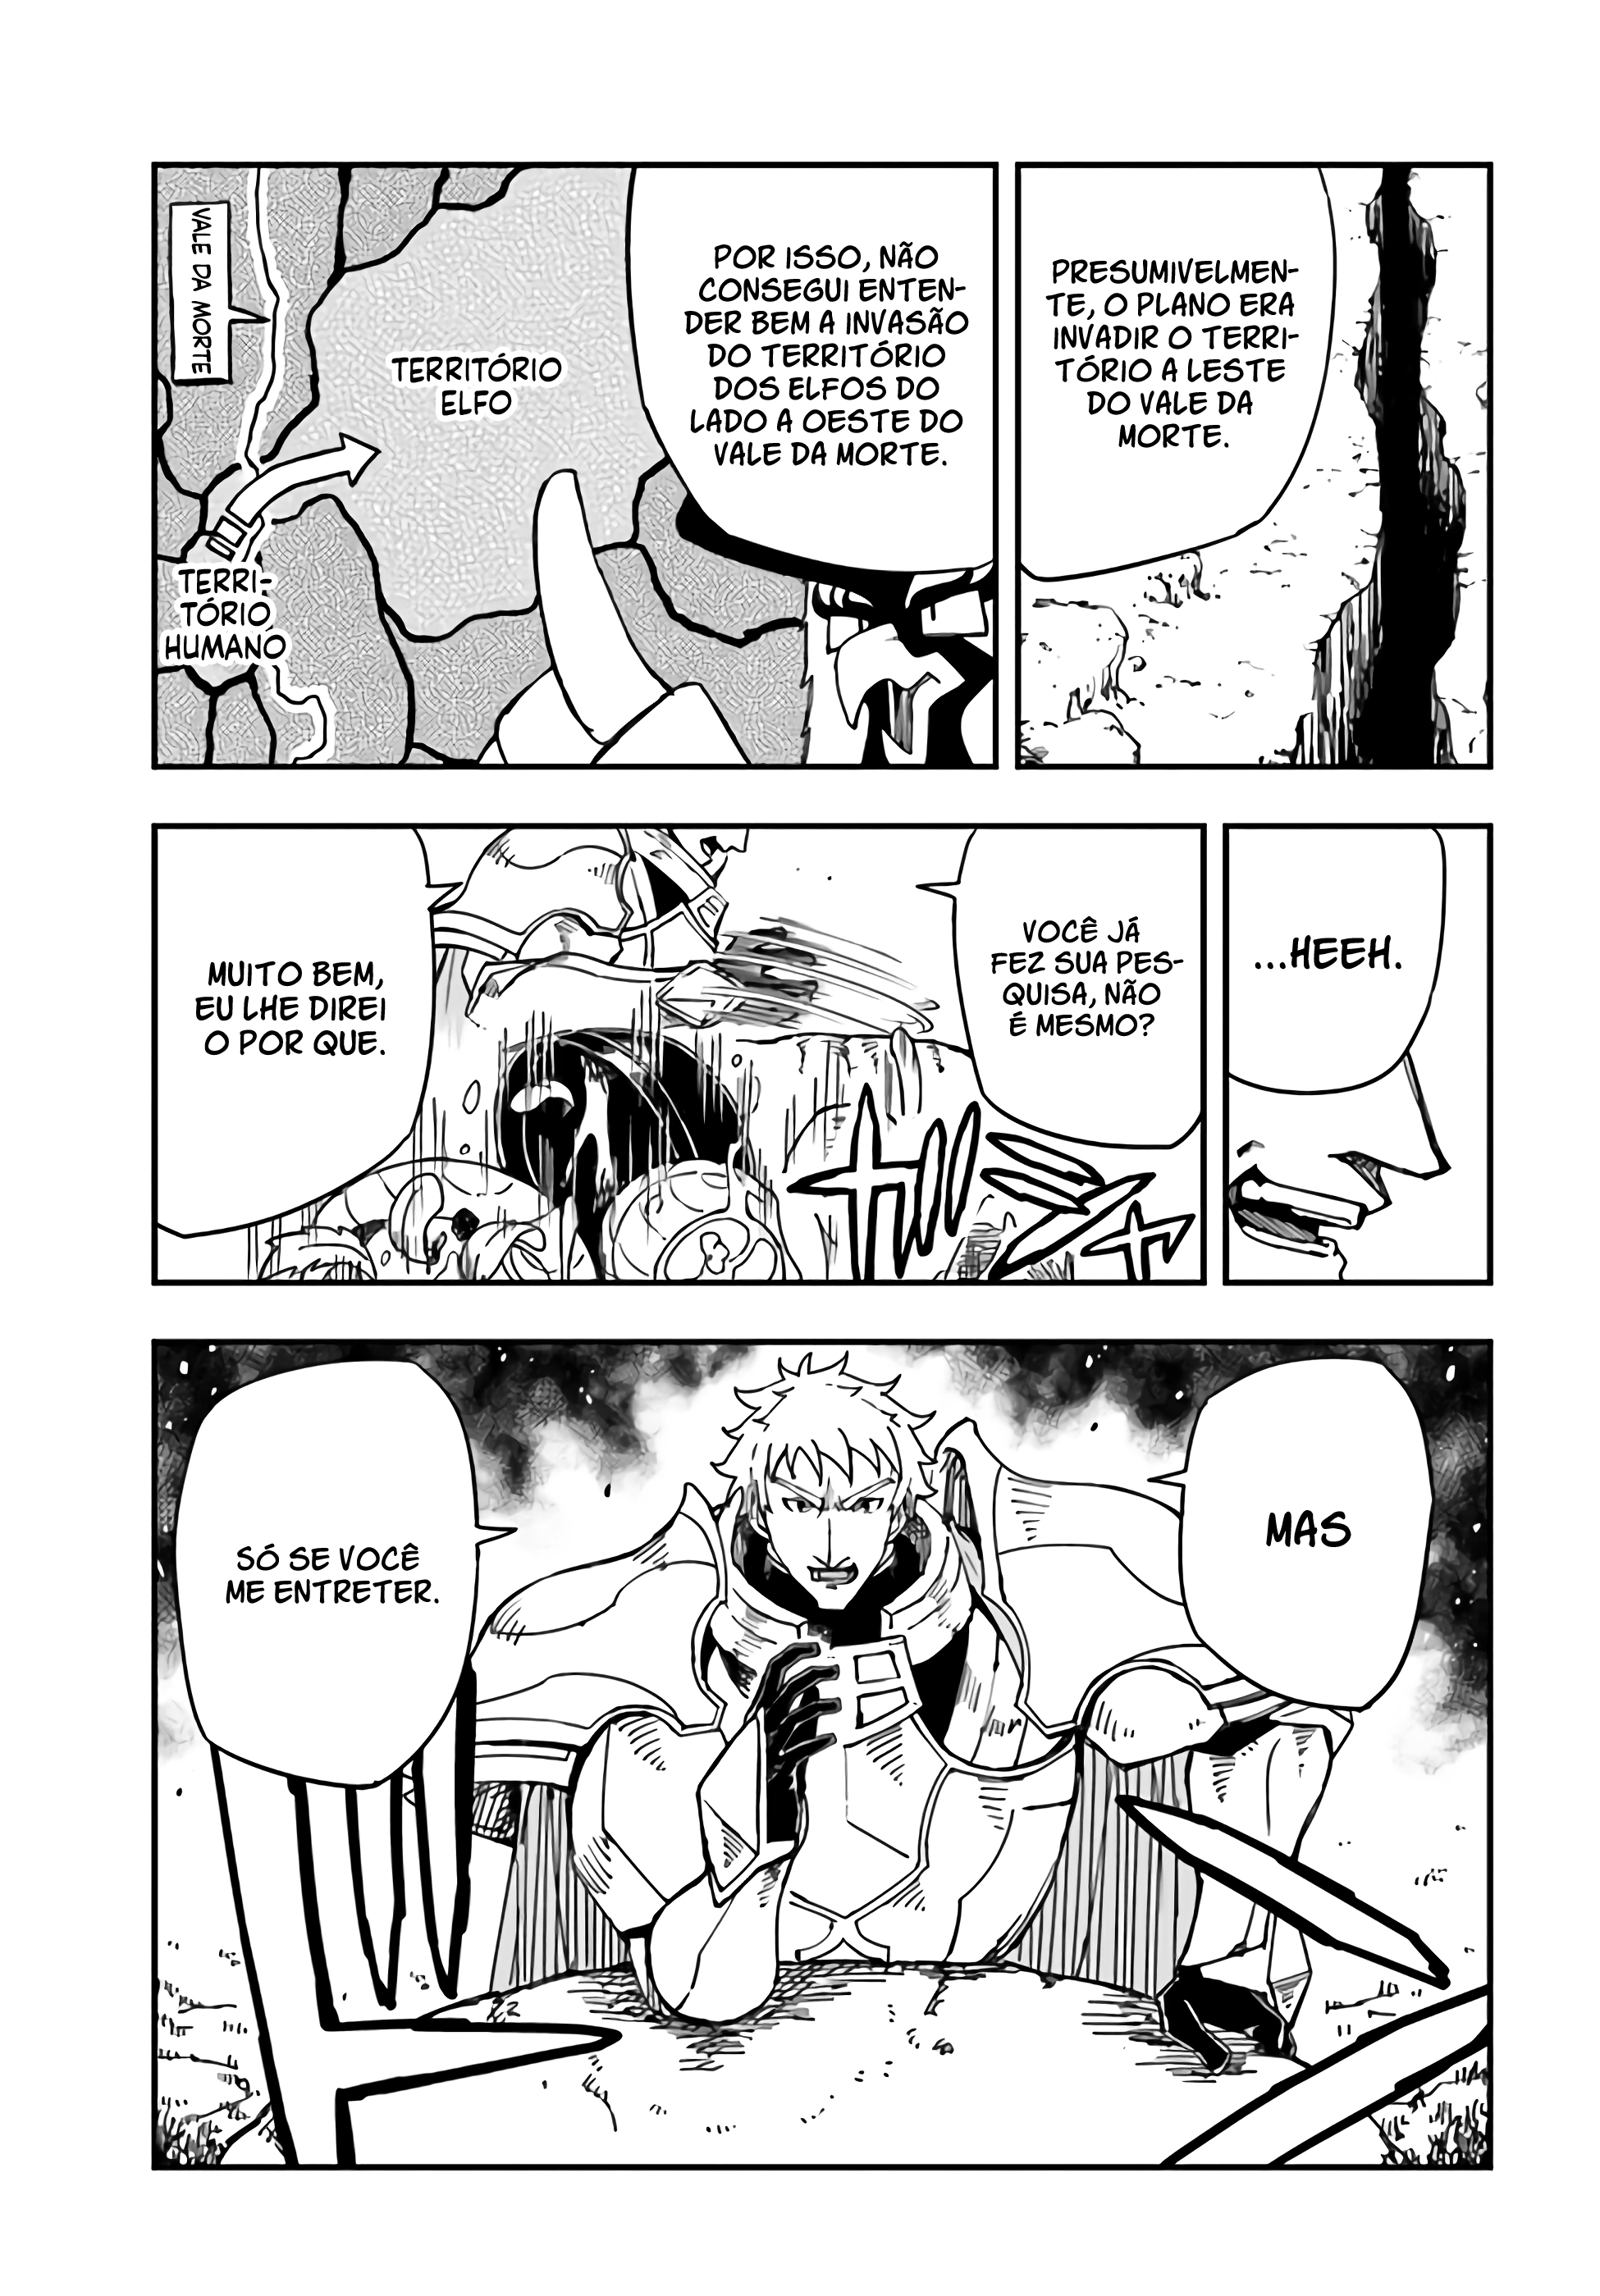 PRESUMIVELMEN-
TE, O PLANO ERA
INVADIR O TERRI-
TÓRIO A LESTE
DO VALE DA
MORTE.
POR ISSO, NÃO
CONSEGUI ENTEN-
DER BEM A INVASÃO
DO TERRITÓRIO
DOS ELFOS DO
LADO A OESTE DO
VALE DA MORTE.
TERRITÓRIO
ELFO
VALE DA MORTE
TERRI-
TÓRIO
HUMANO
...HEEH.
VOCÊ JÁ
FEZ SUA PES-
QUISA, NÃO
É MESMO?
ガシャ
MUITO BEM,
EU LHE DIREI
O POR QUE.
MAS
SÓ SE VOCÊ
ME ENTRETER.